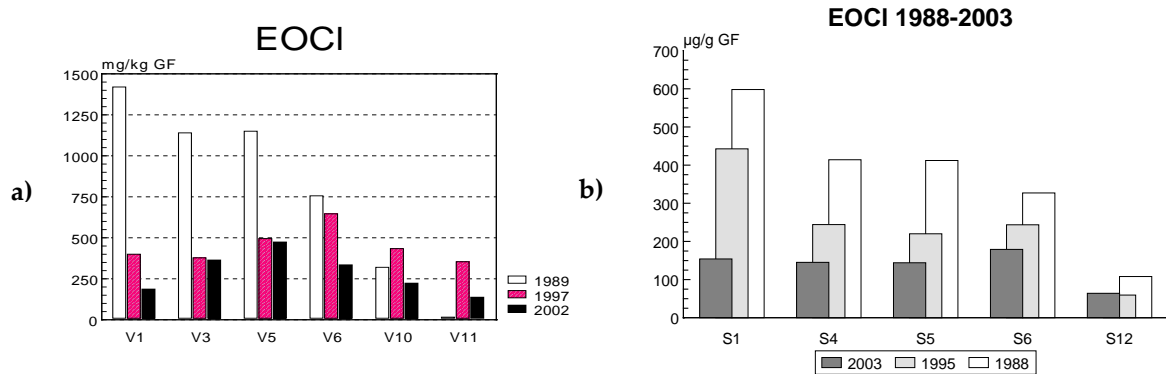 a)
EOCl
mg/kg GF
1500
1250
1000
750
500
250
0
V1 V3 V5 V6 V10 V11
1989
1997
2002
b)
EOCl 1988-2003
µg/g GF
700
600
500
400
300
200
100
0
S1 S4 S5 S6 S12
2003 1995 1988